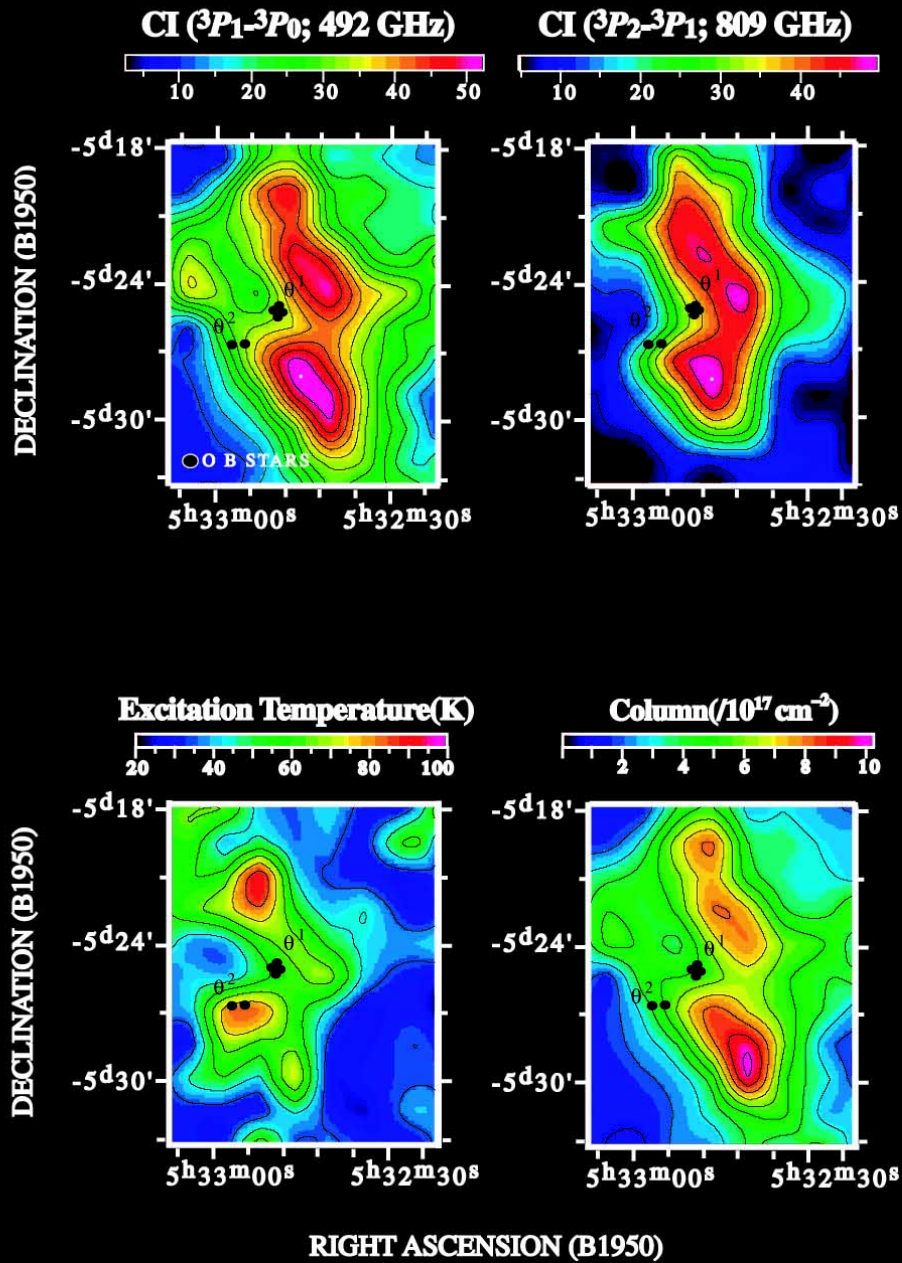 CI (³P₁-³P₀; 492 GHz)
CI (³P₂-³P₁; 809 GHz)
10 20 30 40 50
10 20 30 40
DECLINATION (B1950)
-5ᵈ18'
-5ᵈ24'
-5ᵈ30'
θ¹
θ²
O B STARS
5ʰ33ᵐ00ˢ
5ʰ32ᵐ30ˢ
-5ᵈ18'
-5ᵈ24'
-5ᵈ30'
θ¹
θ²
5ʰ33ᵐ00ˢ
5ʰ32ᵐ30ˢ
Excitation Temperature(K)
Column(/10¹⁷ cm⁻²)
20 40 60 80 100
2 4 6 8 10
DECLINATION (B1950)
-5ᵈ18'
-5ᵈ24'
-5ᵈ30'
θ¹
θ²
5ʰ33ᵐ00ˢ
5ʰ32ᵐ30ˢ
-5ᵈ18'
-5ᵈ24'
-5ᵈ30'
θ¹
θ²
5ʰ33ᵐ00ˢ
5ʰ32ᵐ30ˢ
RIGHT ASCENSION (B1950)